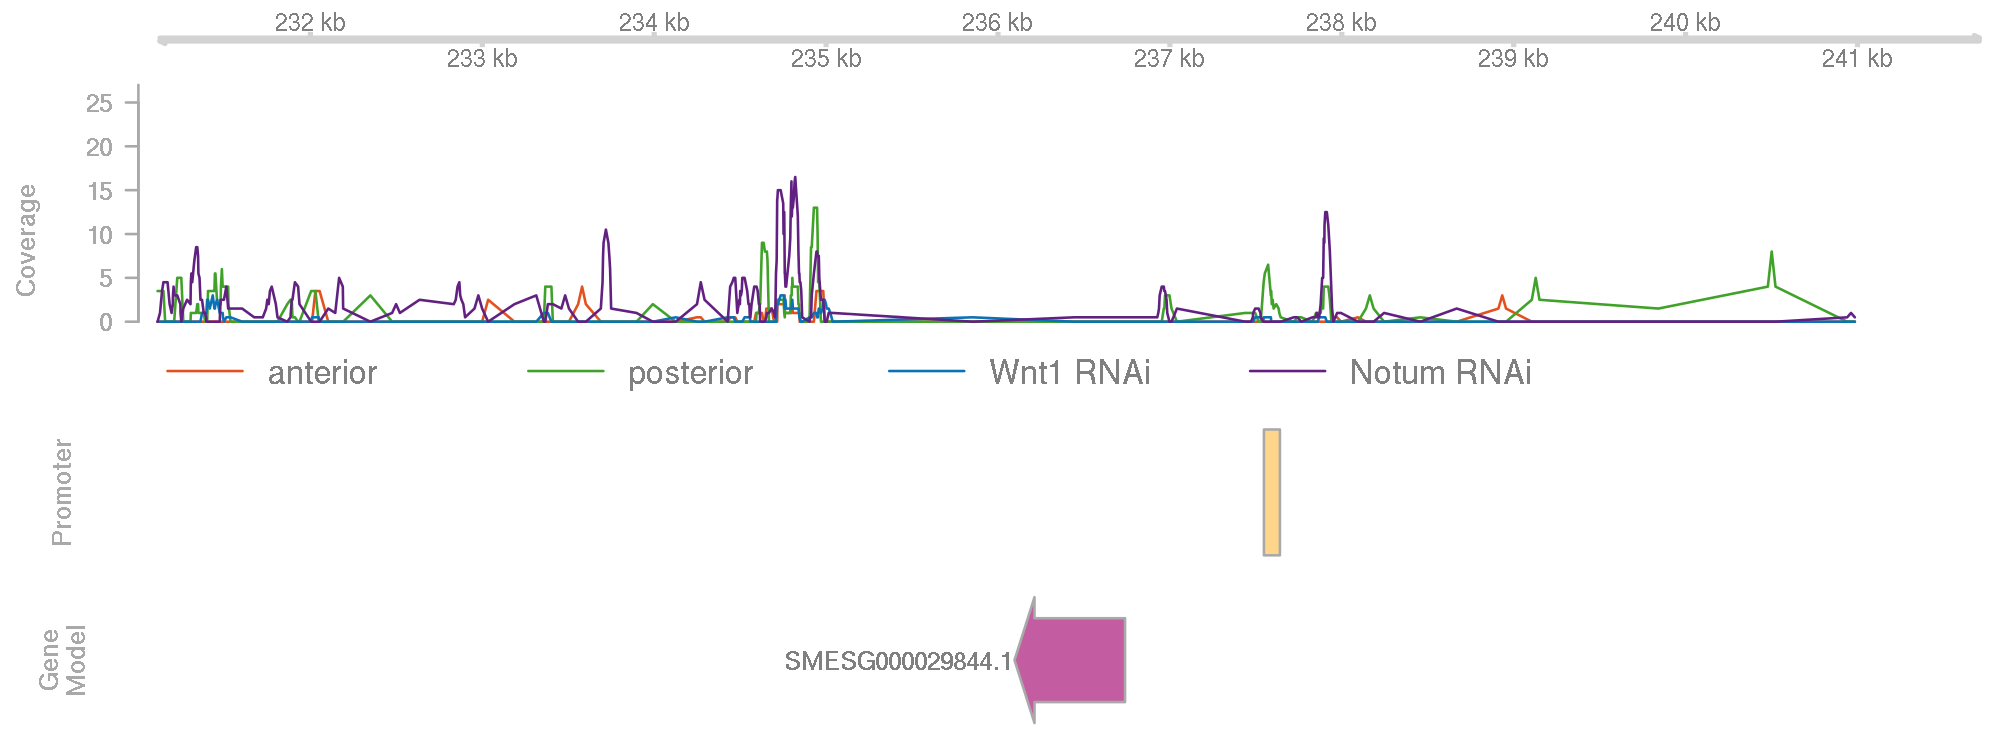 232 kb 234 kb 236 kb 238 kb 240 kb
233 kb 235 kb 237 kb 239 kb 241 kb
Coverage
25
20
15
10
5
0
anterior posterior Wnt1 RNAi Notum RNAi
Promoter
Gene
Model
SMESG000029844.1